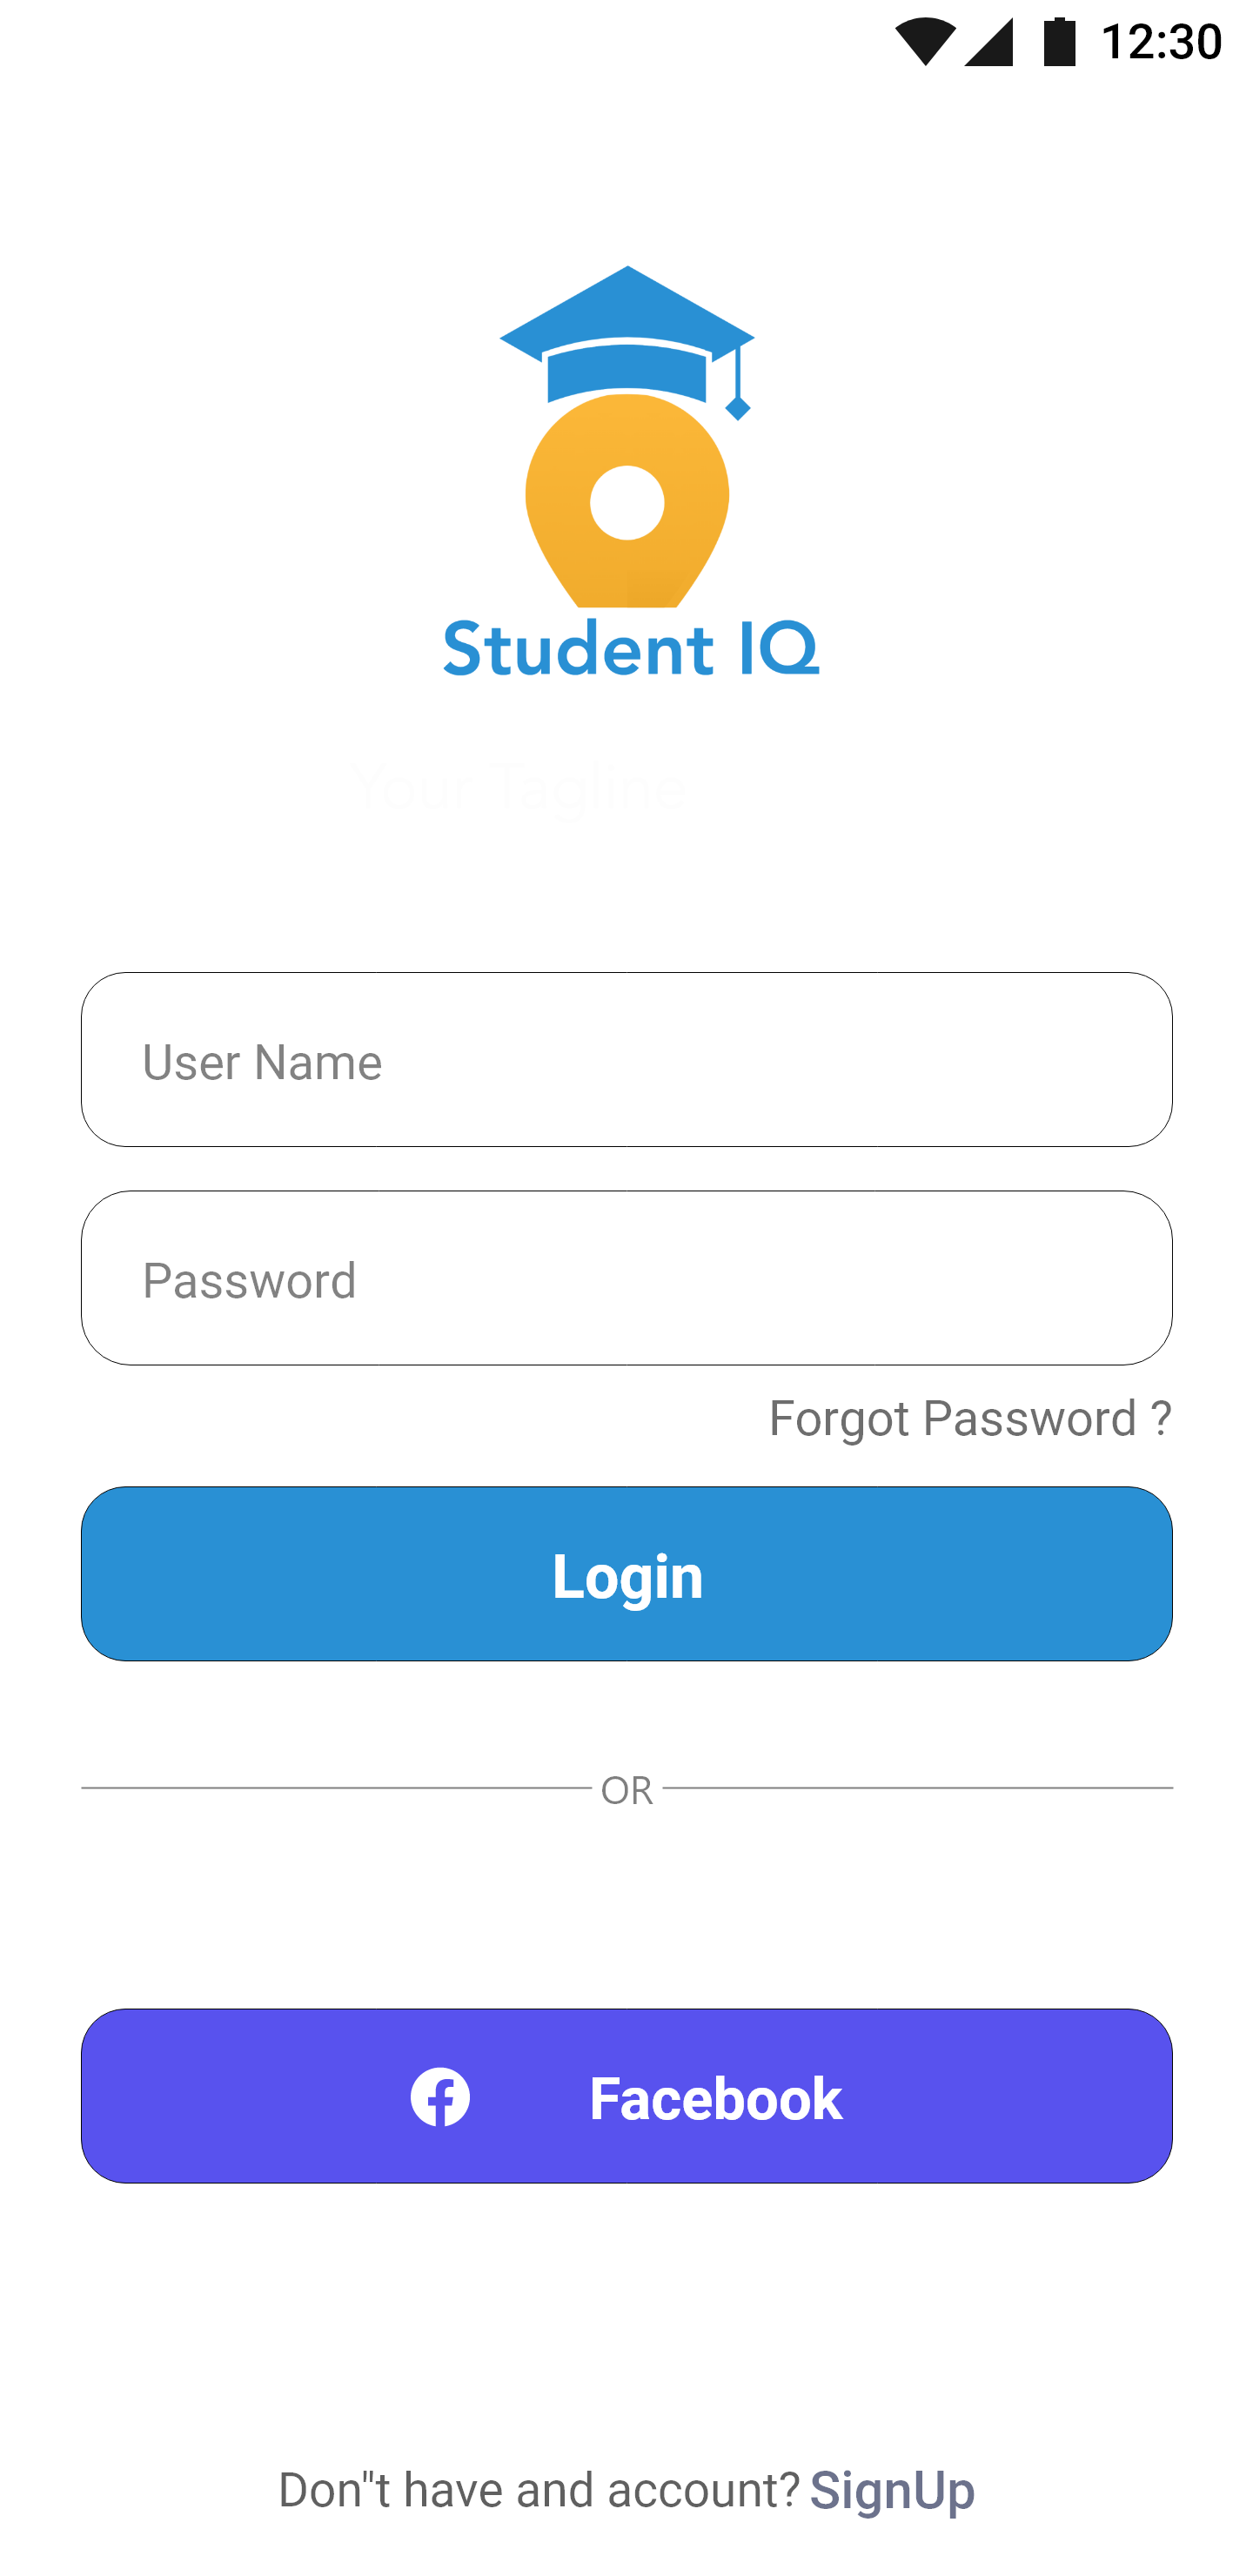 12:30
Student IQ
Your Tagline
User Name
Password
Forgot Password ?
Login
OR
Facebook
Don"t have and account? SignUp